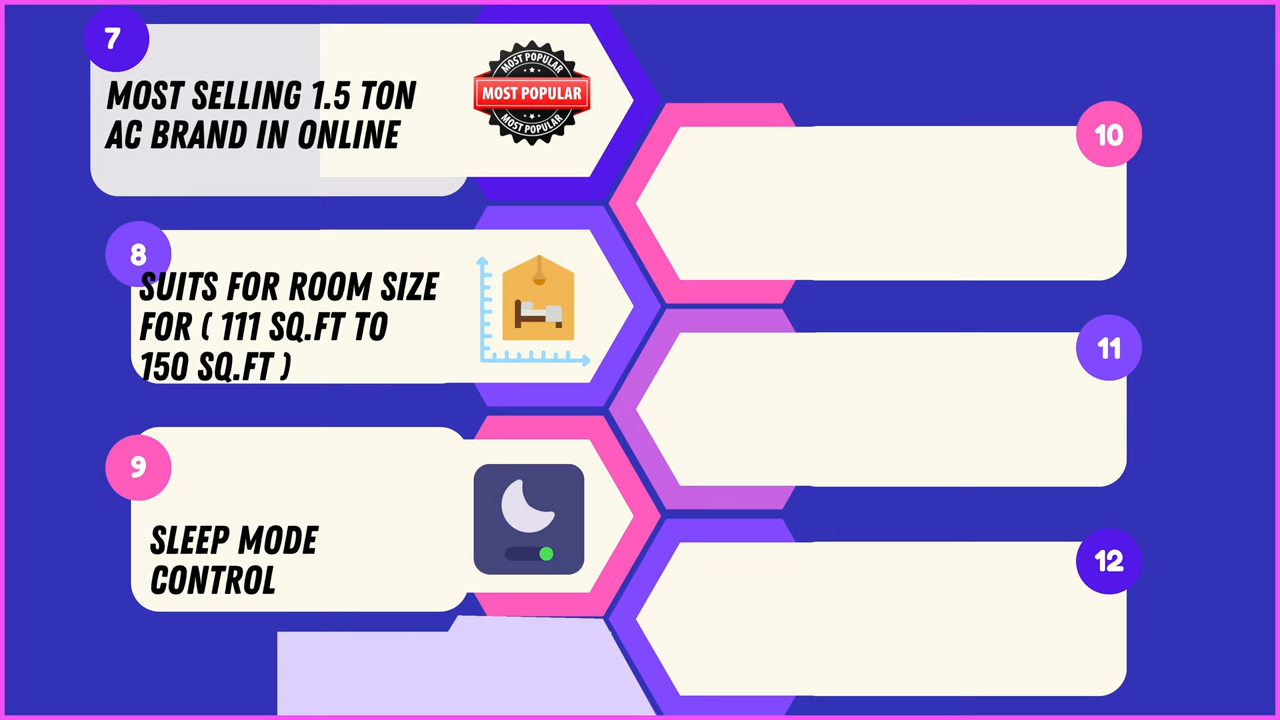 7
MOST SELLING 1.5 TON
AC BRAND IN ONLINE
MOST POPULAR
MOST POPULAR
MOST POPULAR
10
8
SUITS FOR ROOM SIZE
FOR ( 111 SQ.FT TO
150 SQ.FT )
11
9
SLEEP MODE
CONTROL
12